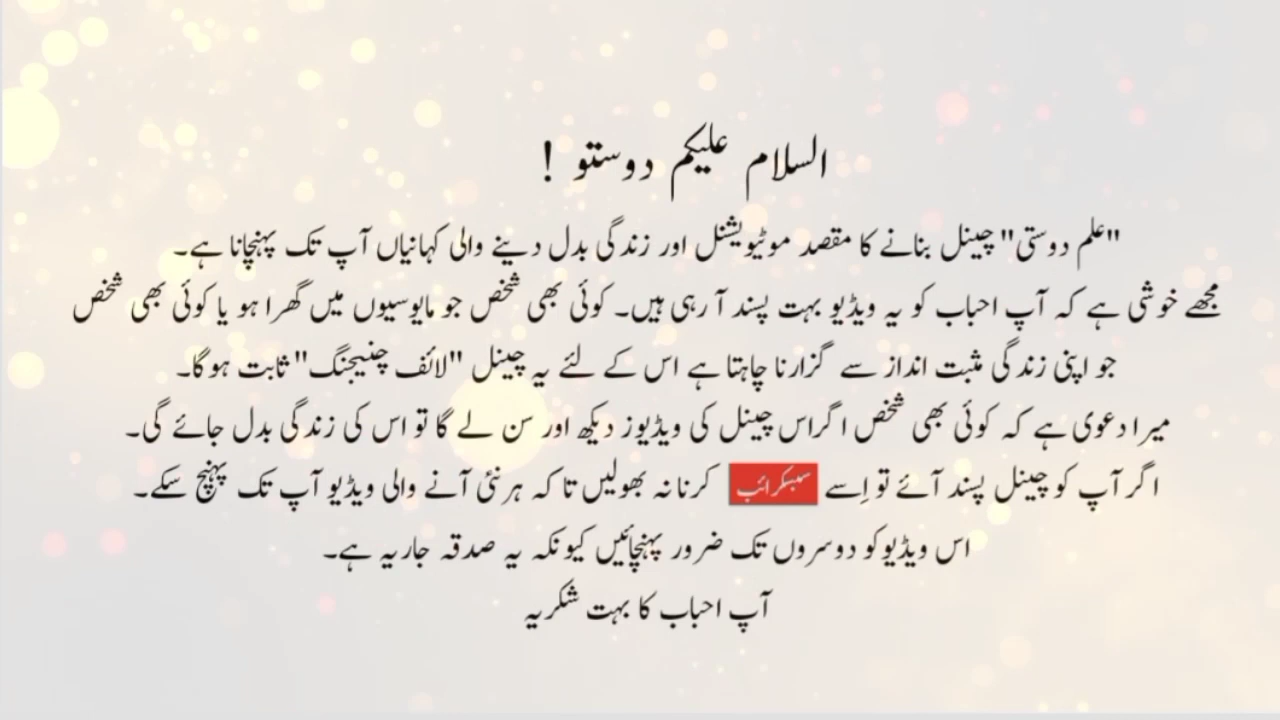 السلام علیکم دوستو !
"علم دوستی" چینل بنانے کا مقصد موٹیویشنل اور زندگی بدل دینے والی کہانیاں آپ تک پہنچانا ہے۔
مجھے خوشی ہے کہ آپ احباب کو یہ ویڈیو بہت پسند آ رہی ہیں۔ کوئی بھی شخص جو مایوسیوں میں گھرا ہو یا کوئی بھی شخص
جو اپنی زندگی مثبت انداز سے گزارنا چاہتا ہے اس کے لئے یہ چینل "لائف چنیجنگ" ثابت ہو گا۔
میرا دعوی ہے کہ کوئی بھی شخص اگر اس چینل کی ویڈیوز دیکھ اور سن لے گا تو اس کی زندگی بدل جائے گی۔
اگر آپ کو چینل پسند آئے تو اِسے سبسکرائب کرنا نہ بھولیں تا کہ ہر نئی آنے والی ویڈیو آپ تک پہنچ سکے۔
اس ویڈیو کو دوسروں تک ضرور پہنچائیں کیونکہ یہ صدقہ جاریہ ہے۔
آپ احباب کا بہت شکریہ